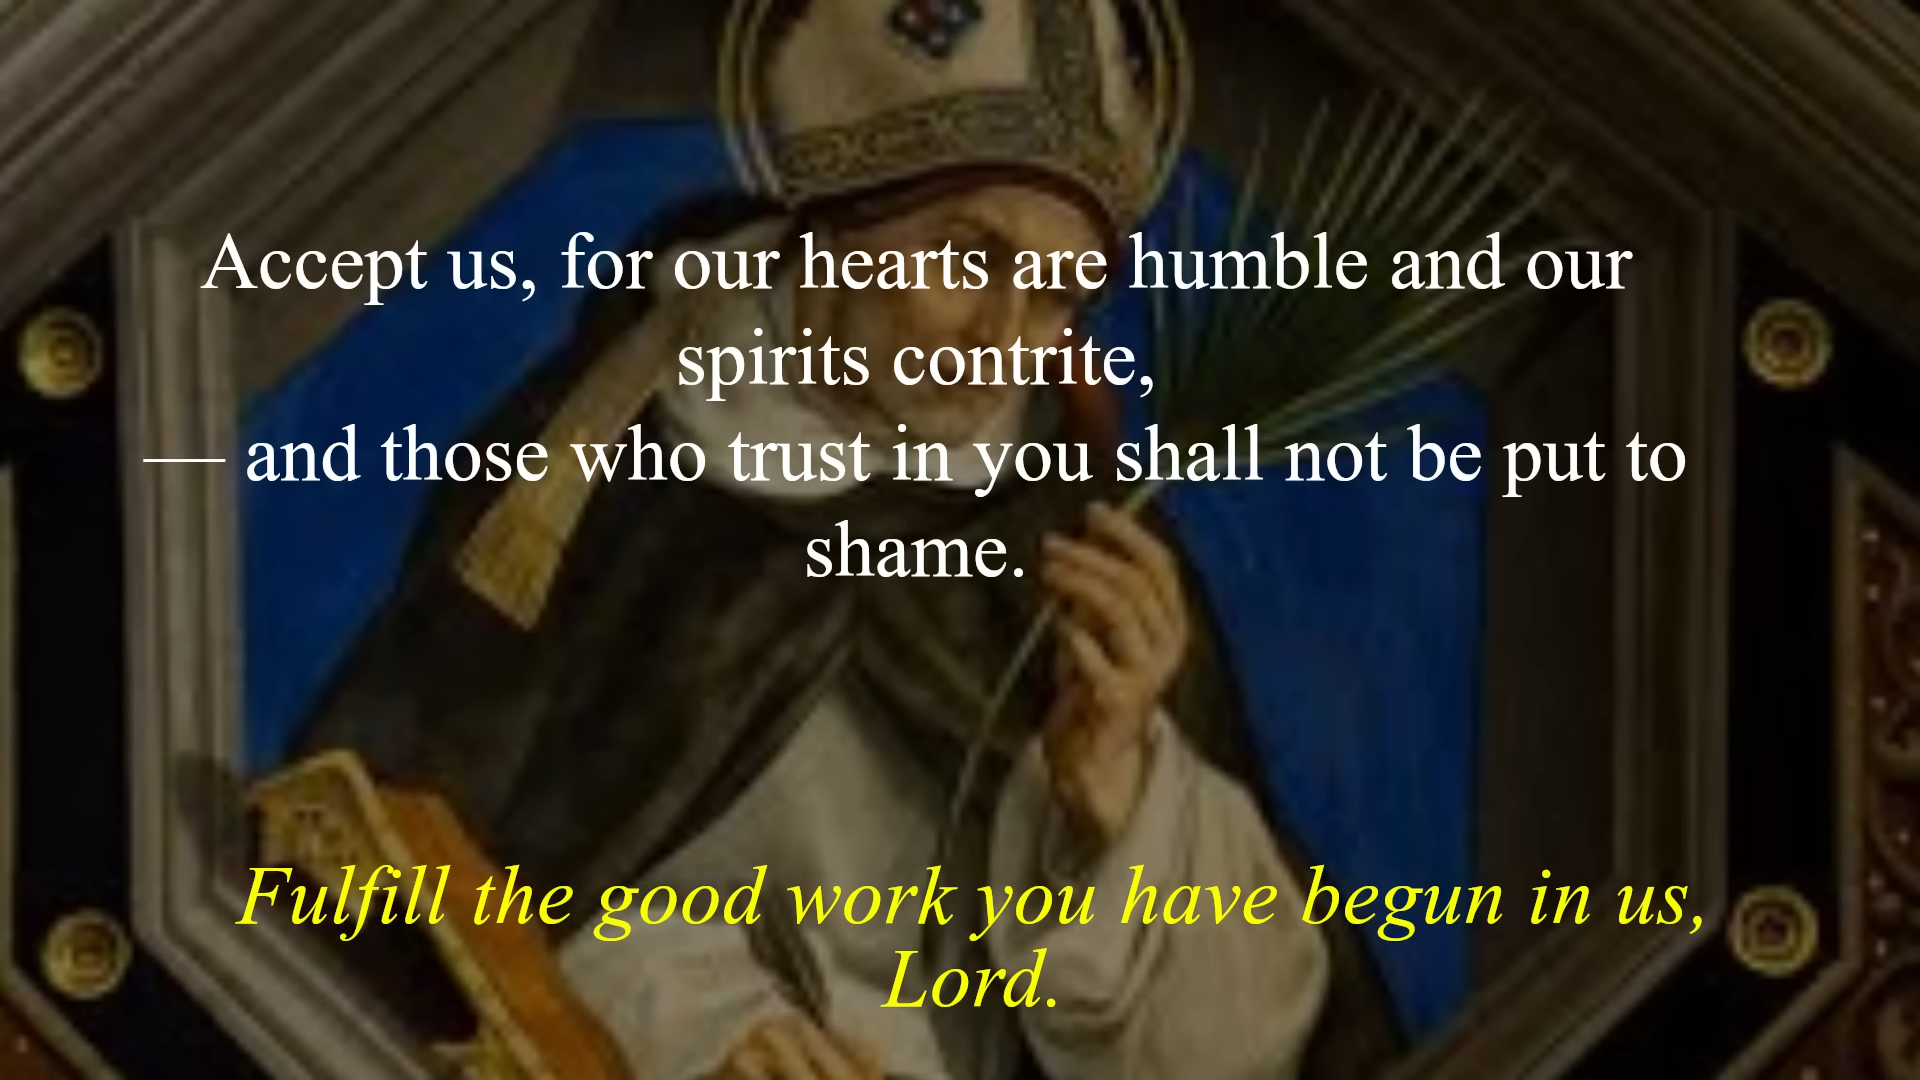 Accept us, for our hearts are humble and our
spirits contrite,
— and those who trust in you shall not be put to
shame.
Fulfill the good work you have begun in us,
Lord.